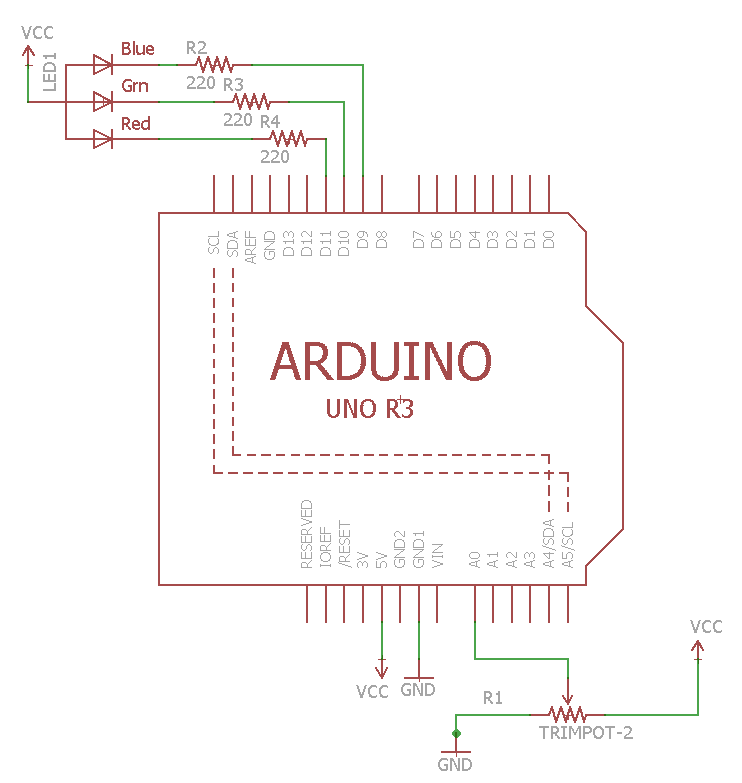 VCC
LED1
Blue
R2
220
Grn
R3
220
Red
R4
220
SCL
SDA
AREF
GND
D13
D12
D11
D10
D9
D8
D7
D6
D5
D4
D3
D2
D1
D0
ARDUINO
UNO R3
RESERVED
IOREF
/RESET
3V
5V
GND2
GND1
VIN
A0
A1
A2
A3
A4/SDA
A5/SCL
VCC
GND
R1
VCC
TRIMPOT-2
GND